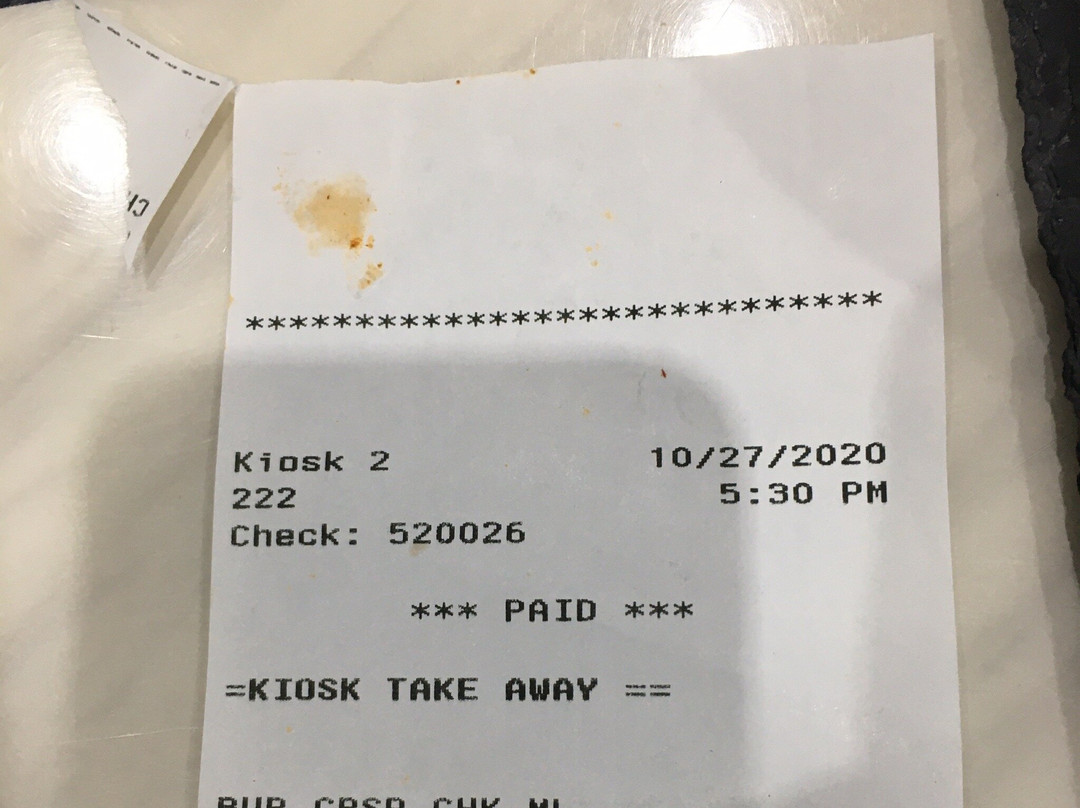 ***************************** 
Kiosk 2 10/27/2020
222 5:30 PM
Check: 520026
*** PAID ***
=KIOSK TAKE AWAY ==